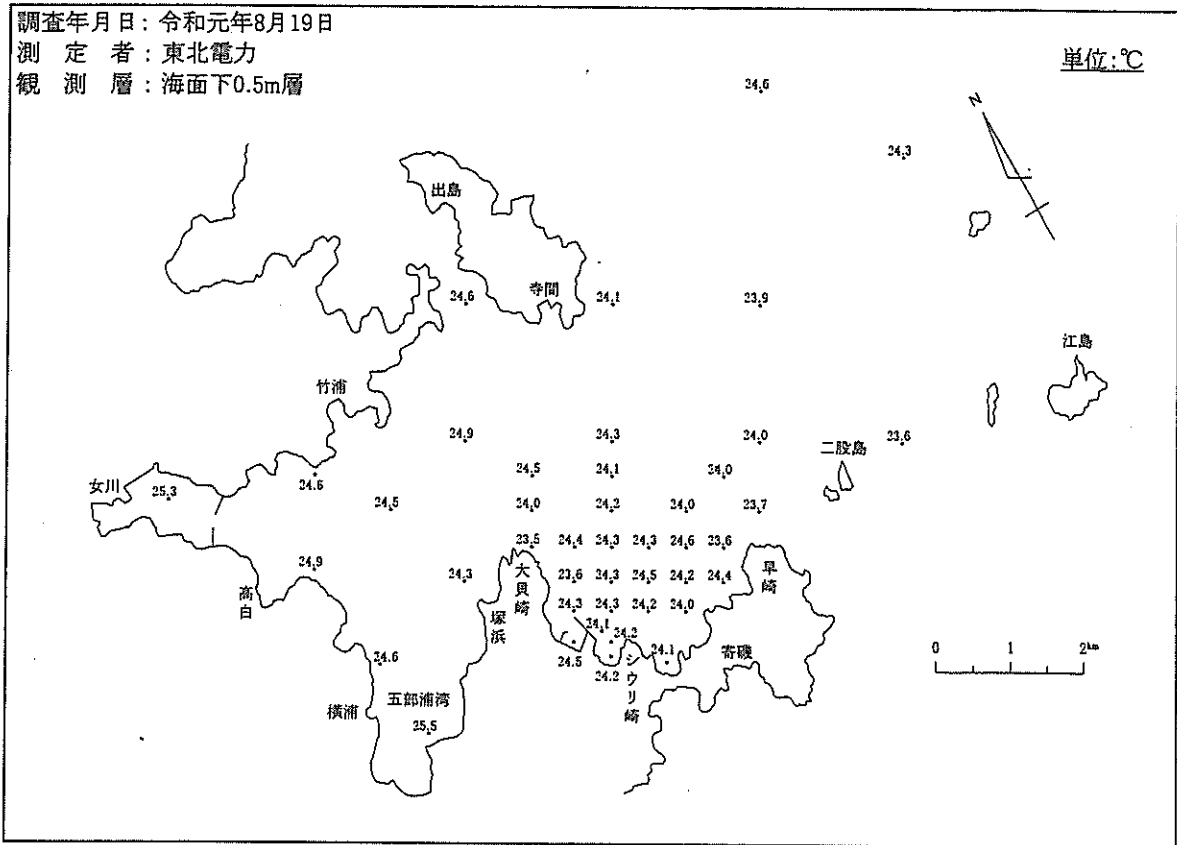 調査年月日：令和元年8月19日
測定者：東北電力
観測層：海面下0.5m層
単位：℃
24.6
N
24.3
出島
24.6
寺間
24.1
23.9
江島
竹浦
24.9
24.3
24.0
23.6
二股島
24.5
24.1
24.0
女川
25.3
24.6
24.5
24.0
24.2
24.0
23.7
23.5
24.4
24.3
24.3
24.6
23.6
24.9
24.3
大貝崎
23.6
24.3
24.5
24.2
24.4
早崎
高白
塚浜
24.3
24.3
24.2
24.0
24.1
24.2
24.6
24.5
24.2
シウリ崎
24.1
寄磯
0 1 2km
横浦
五部浦湾
25.5